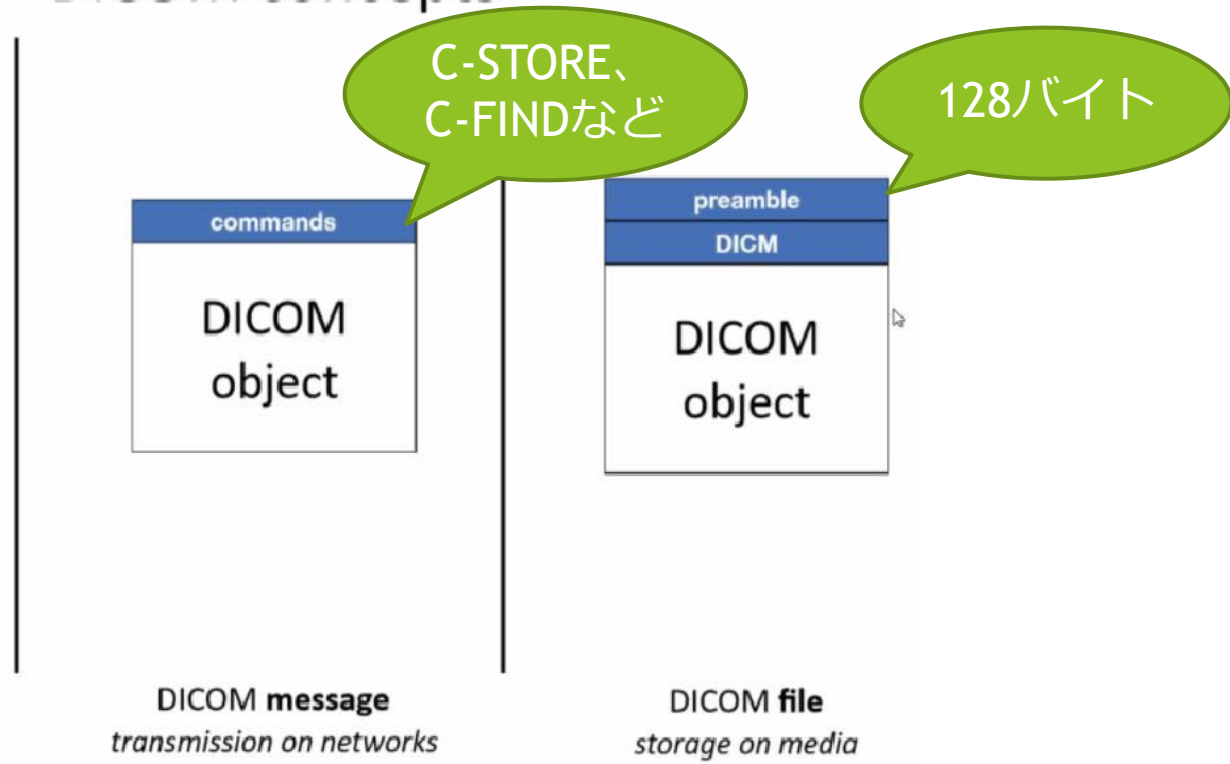 C-STORE、
C-FINDなど
128バイト
commands
DICOM
object
preamble
DICM
DICOM
object
DICOM message
transmission on networks
DICOM file
storage on media